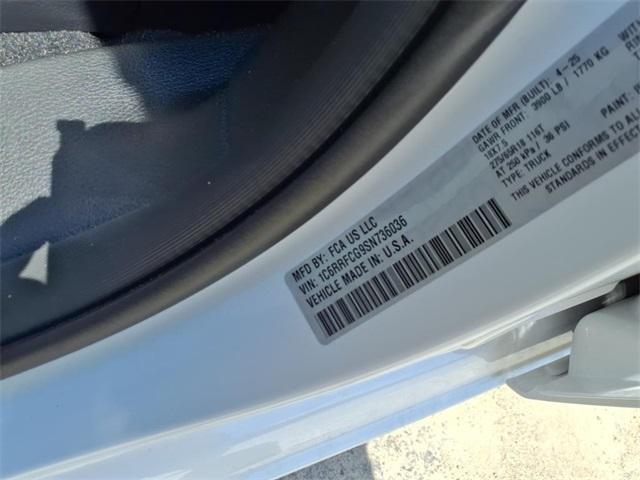 MFD BY: FCA US LLC
VIN: 1C6RRFCG9SN736036
VEHICLE MADE IN: U.S.A.
DATE OF MFR (BUILT): 4-25
GAWR FRONT: 3900 LB / 1770 KG
18X7.5
275/65R18 116T
AT 250 kPa / 36 PSI
TYPE: TRUCK
WITH
PAINT:
THIS VEHICLE CONFORMS TO ALL
STANDARDS IN EFFECT